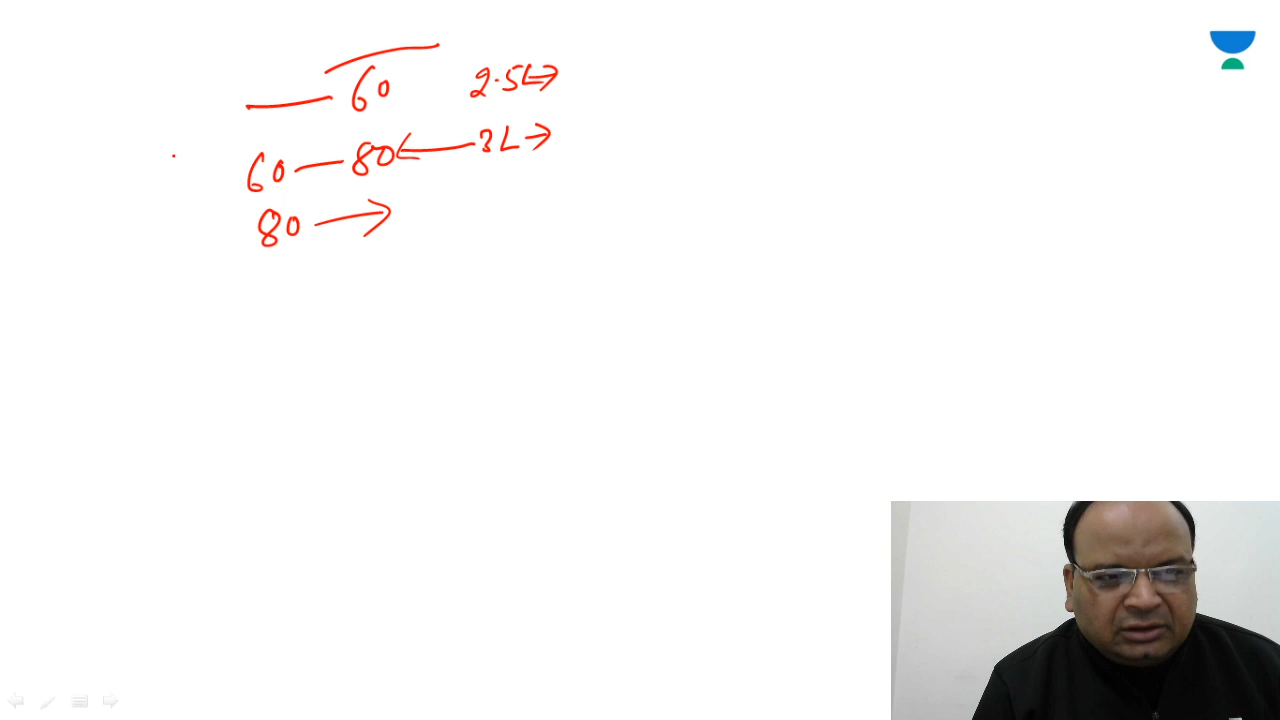 — 60 2.5L →
60 — 80 ← 3L →
80 →